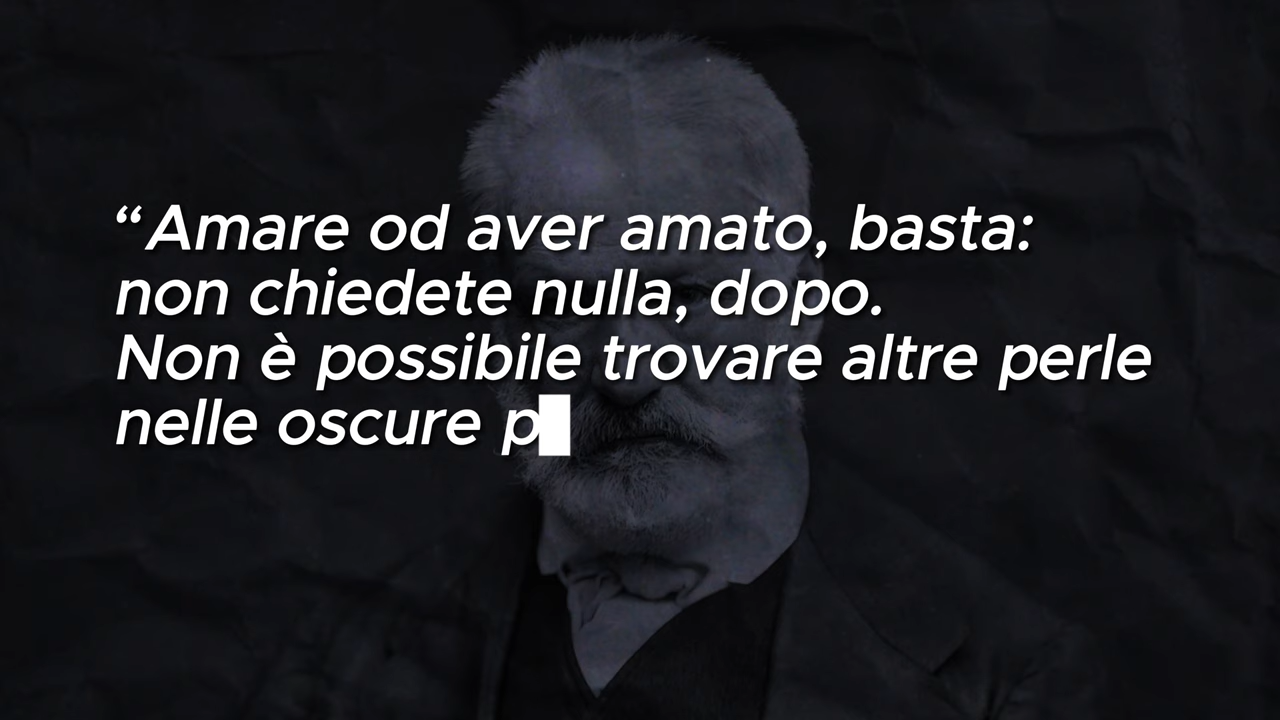 “Amare od aver amato, basta:
non chiedete nulla, dopo.
Non è possibile trovare altre perle
nelle oscure p